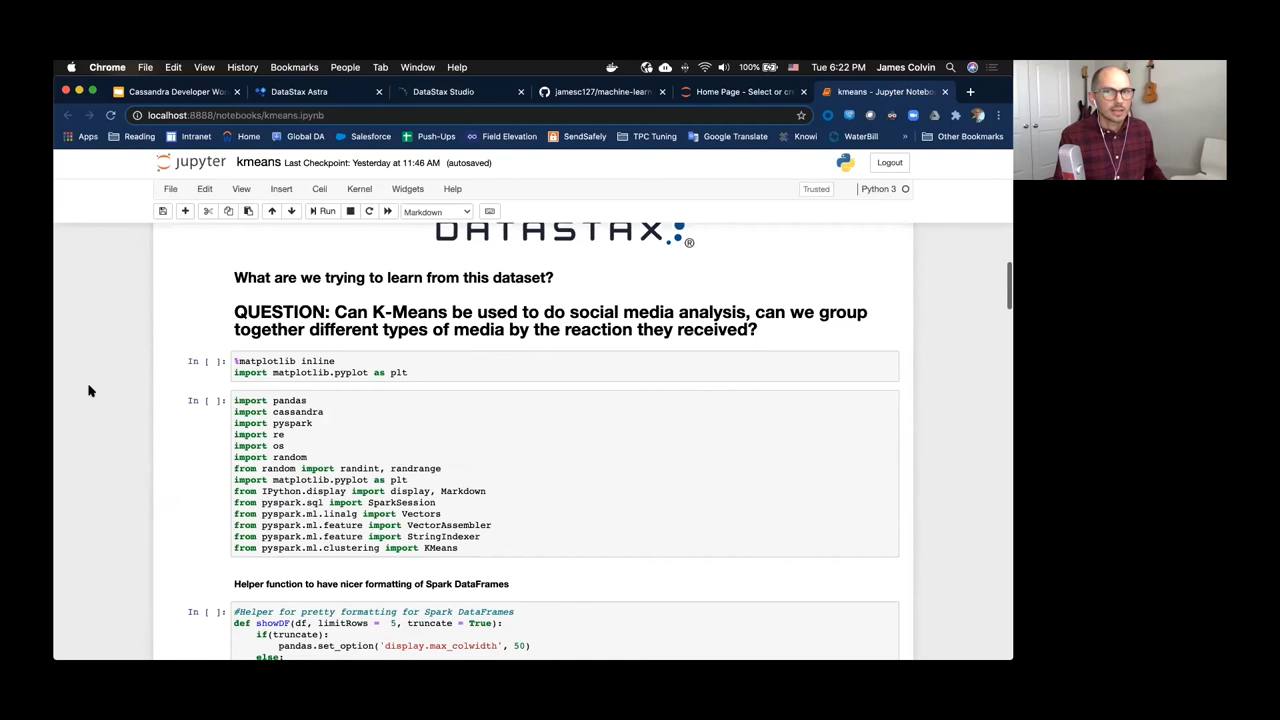 Chrome File Edit View History Bookmarks People Tab Window Help 100% Tue 6:22 PM James Colvin
Cassandra Developer Wor DataStax Astra DataStax Studio jamesc127/machine-learn Home Page - Select or cre kmeans - Jupyter Noteboo
localhost:8888/notebooks/kmeans.ipynb
Apps Reading Intranet Home Global DA Salesforce Push-Ups Field Elevation SendSafely TPC Tuning Google Translate Knowi WaterBill » Other Bookmarks
jupyter kmeans Last Checkpoint: Yesterday at 11:46 AM (autosaved) Logout
File Edit View Insert Cell Kernel Widgets Help Trusted Python 3
Run Markdown
DATASTAX ®
What are we trying to learn from this dataset?
QUESTION: Can K-Means be used to do social media analysis, can we group
together different types of media by the reaction they received?
In [ ]: %matplotlib inline
import matplotlib.pyplot as plt
In [ ]: import pandas
import cassandra
import pyspark
import re
import os
import random
from random import randint, randrange
import matplotlib.pyplot as plt
from IPython.display import display, Markdown
from pyspark.sql import SparkSession
from pyspark.ml.linalg import Vectors
from pyspark.ml.feature import VectorAssembler
from pyspark.ml.feature import StringIndexer
from pyspark.ml.clustering import KMeans
Helper function to have nicer formatting of Spark DataFrames
In [ ]: #Helper for pretty formatting for Spark DataFrames
def showDF(df, limitRows = 5, truncate = True):
if(truncate):
pandas.set_option('display.max_colwidth', 50)
else: